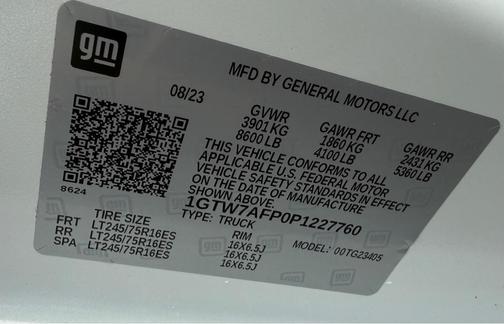 gm
MFD BY GENERAL MOTORS LLC
08/23
GVWR GAWR FRT GAWR RR
3901 KG 1860 KG 2431 KG
8600 LB 4100 LB 5360 LB
THIS VEHICLE CONFORMS TO ALL
APPLICABLE U.S. FEDERAL MOTOR
VEHICLE SAFETY STANDARDS IN EFFECT
ON THE DATE OF MANUFACTURE
SHOWN ABOVE.
8624
1GTW7AFP0P1227760
TYPE: TRUCK MODEL: 00TG23405
TIRE SIZE RIM
FRT LT245/75R16ES 16X6.5J
RR LT245/75R16ES 16X6.5J
SPA LT245/75R16ES 16X6.5J